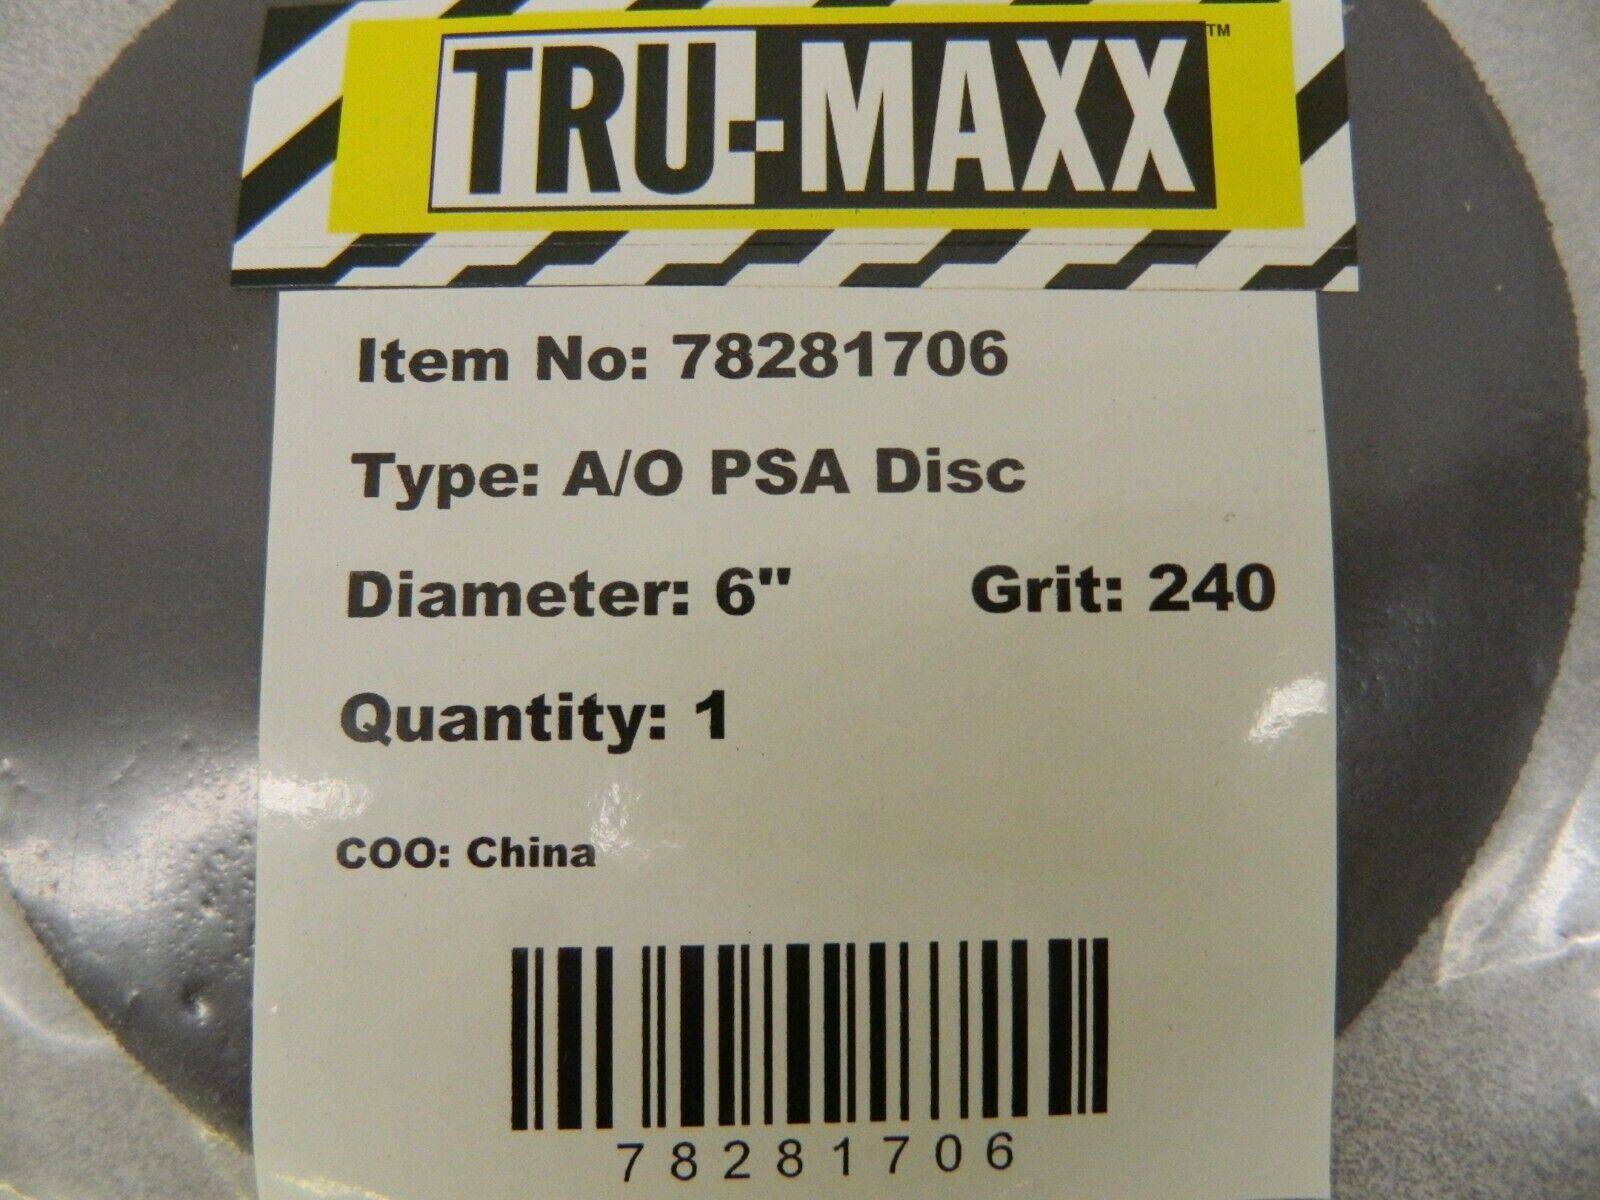 TRU-MAXX™
Item No: 78281706
Type: A/O PSA Disc
Diameter: 6" Grit: 240
Quantity: 1
COO: China
78281706